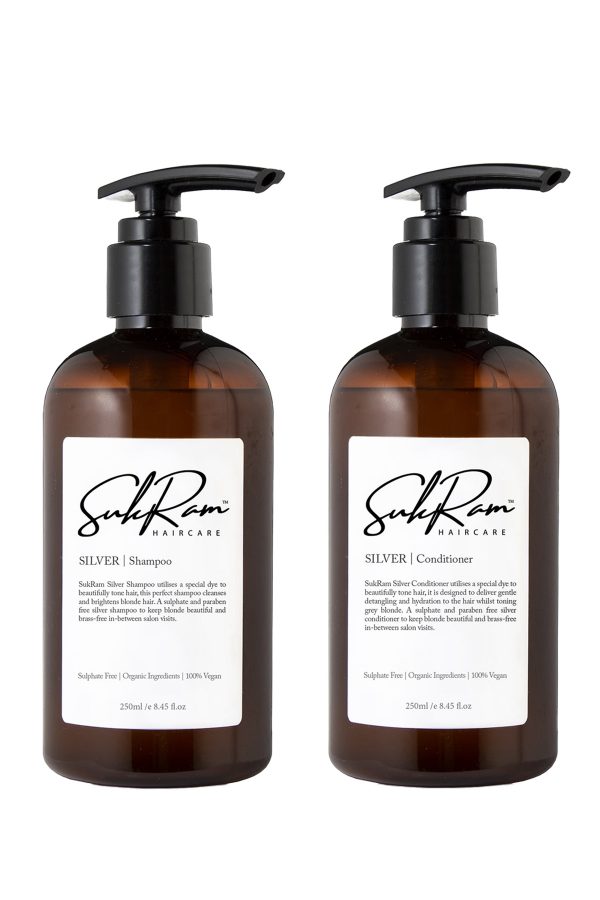 SukRam™
HAIRCARE
SILVER | Shampoo
SukRam Silver Shampoo utilises a special dye to
beautifully tone hair, this perfect shampoo cleanses
and brightens blonde hair. A sulphate and paraben
free silver shampoo to keep blonde beautiful and
brass-free in-between salon visits.
Sulphate Free | Organic Ingredients | 100% Vegan
250ml /e 8.45 fl.oz
SukRam™
HAIRCARE
SILVER | Conditioner
SukRam Silver Conditioner utilises a special dye to
beautifully tone hair, it is designed to deliver gentle
detangling and hydration to the hair whilst toning
grey blonde. A sulphate and paraben free silver
conditioner to keep blonde beautiful and brass-free
in-between salon visits.
Sulphate Free | Organic Ingredients | 100% Vegan
250ml /e 8.45 fl.oz